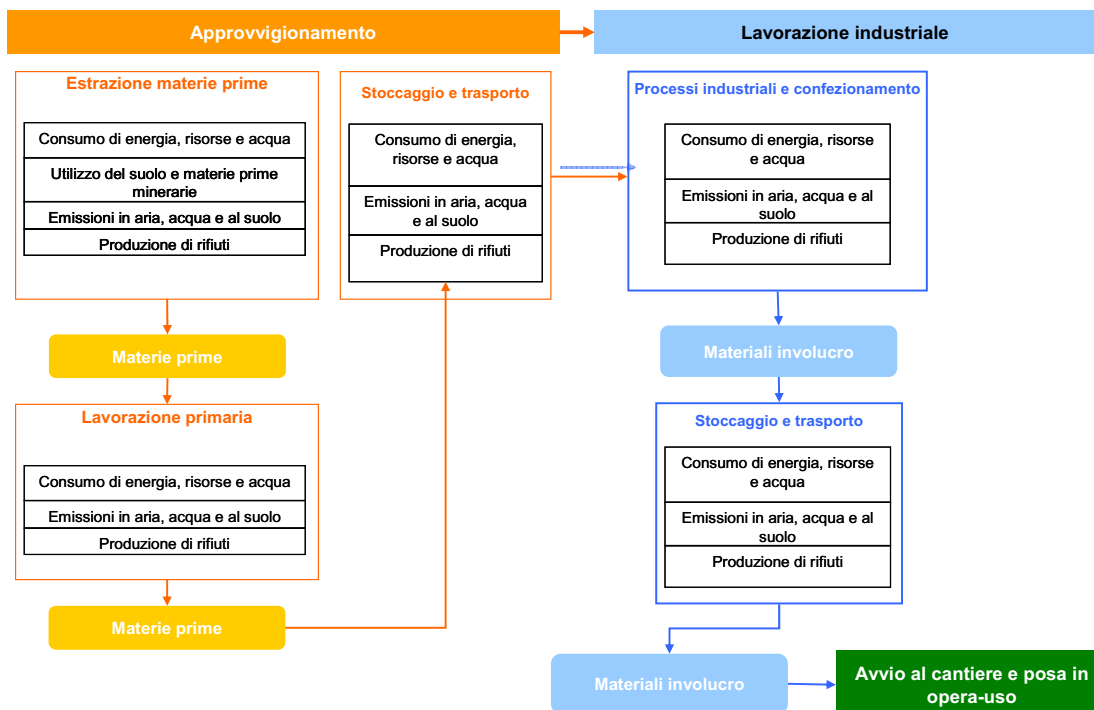 Approvvigionamento
Lavorazione industriale
Estrazione materie prime
Consumo di energia, risorse e acqua
Utilizzo del suolo e materie prime
minerarie
Emissioni in aria, acqua e al suolo
Produzione di rifiuti
Materie prime
Lavorazione primaria
Consumo di energia, risorse e acqua
Emissioni in aria, acqua e al suolo
Produzione di rifiuti
Materie prime
Stoccaggio e trasporto
Consumo di energia,
risorse e acqua
Emissioni in aria, acqua
e al suolo
Produzione di rifiuti
Processi industriali e confezionamento
Consumo di energia, risorse
e acqua
Emissioni in aria, acqua e al
suolo
Produzione di rifiuti
Materiali involucro
Stoccaggio e trasporto
Consumo di energia, risorse
e acqua
Emissioni in aria, acqua e al
suolo
Produzione di rifiuti
Materiali involucro
Avvio al cantiere e posa in
opera-uso